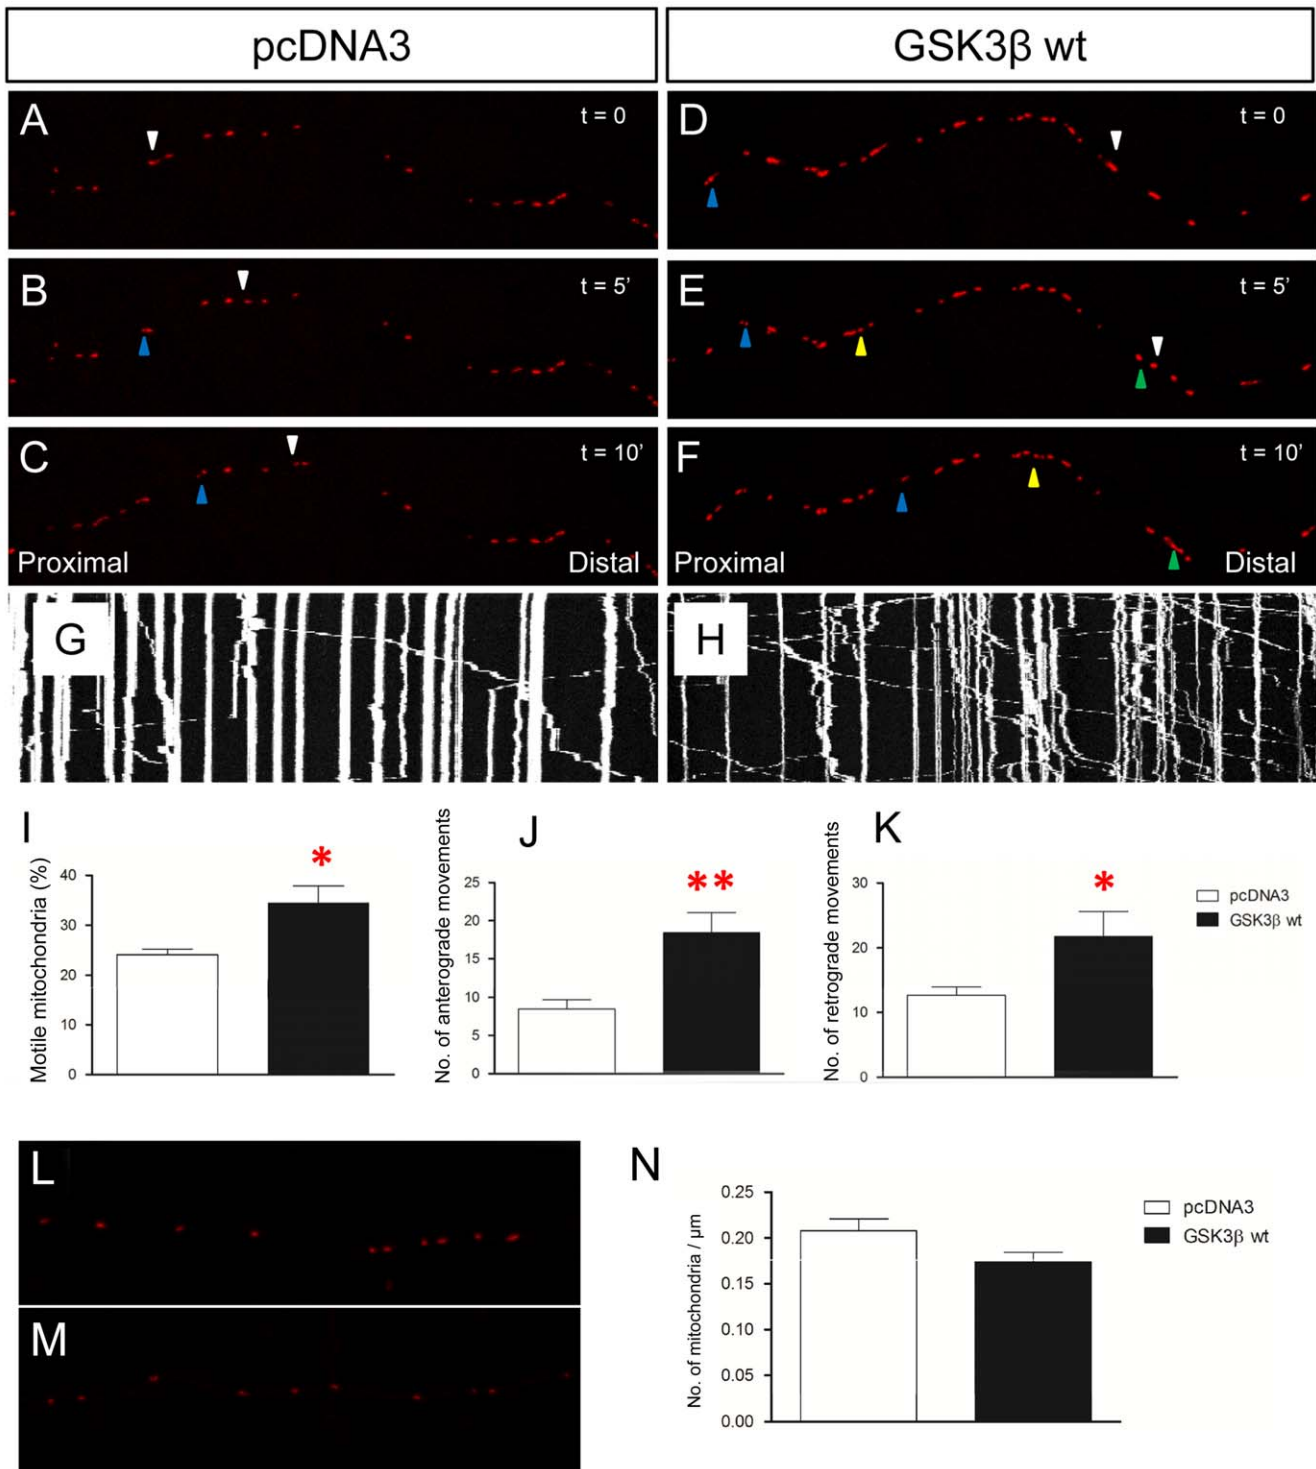 pcDNA3
GSK3β wt
A
t = 0
D
t = 0
B
t = 5’
E
t = 5’
C
t = 10’
Proximal
Distal
F
t = 10’
Proximal
Distal
G
H
I
Motile mitochondria (%)
40
30
20
10
0
*
J
No. of anterograde movements
25
20
15
10
5
0
**
K
No. of retrograde movements
30
20
10
0
*
pcDNA3
GSK3β wt
L
M
N
No. of mitochondria / μm
0.25
0.20
0.15
0.10
0.05
0.00
pcDNA3
GSK3β wt